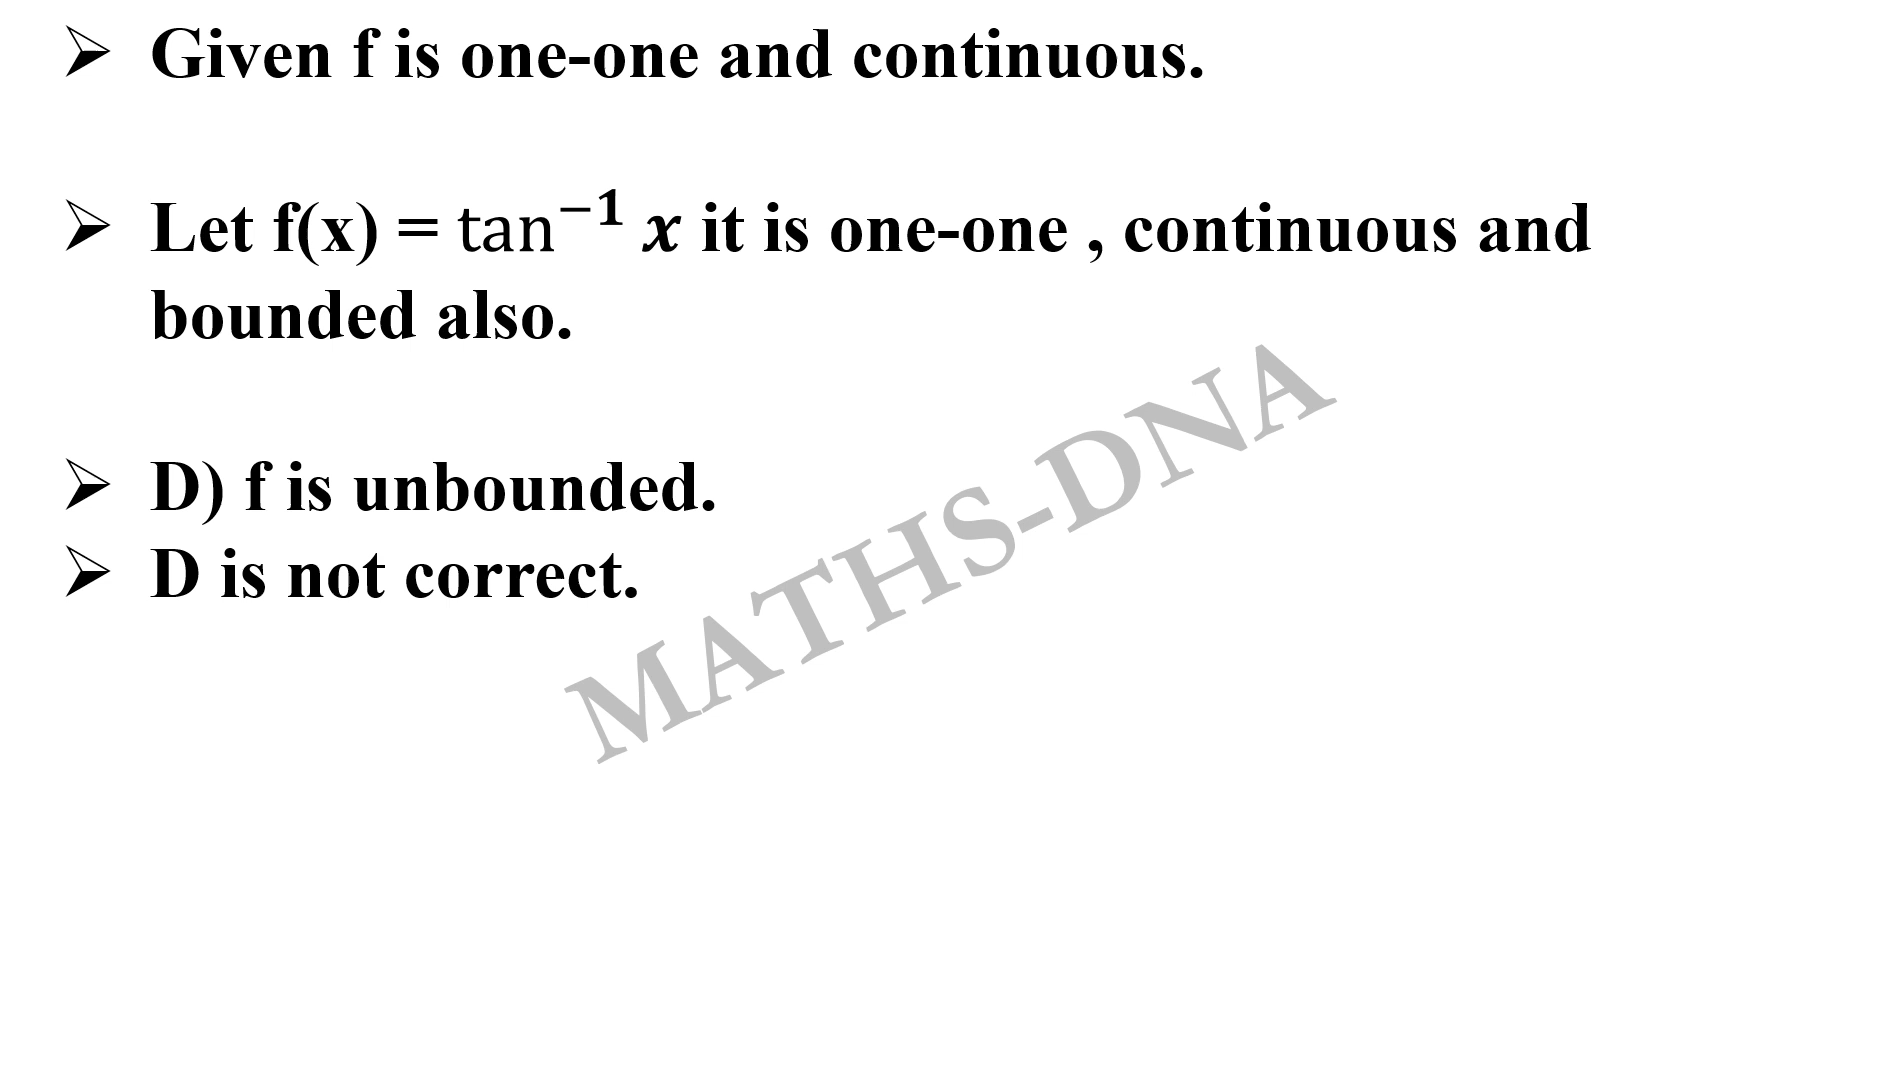 ➢ Given f is one-one and continuous.
➢ Let f(x) = tan⁻¹ x it is one-one , continuous and
bounded also.
➢ D) f is unbounded.
➢ D is not correct.
MATHS-DNA